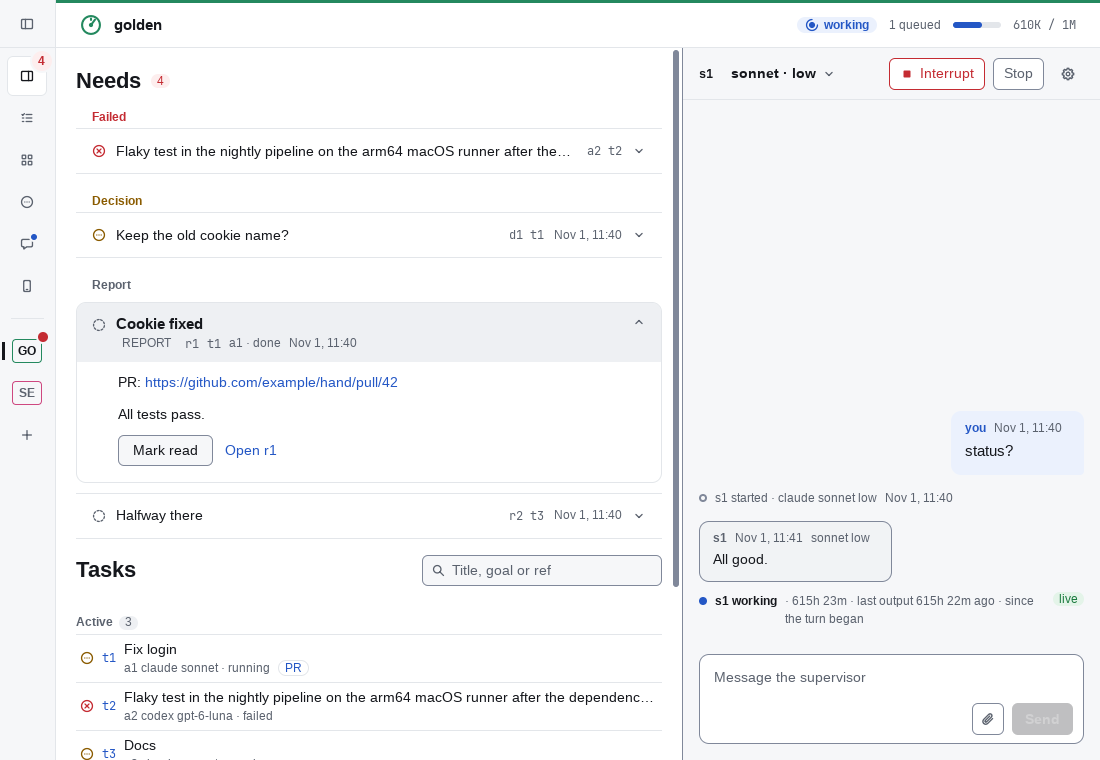 golden
working
1 queued
610K / 1M
4
Needs 4
Failed
Flaky test in the nightly pipeline on the arm64 macOS runner after the…
a2 t2
Decision
Keep the old cookie name?
d1 t1 Nov 1, 11:40
Report
Cookie fixed
REPORT r1 t1 a1 · done Nov 1, 11:40
PR: https://github.com/example/hand/pull/42
All tests pass.
Mark read
Open r1
Halfway there
r2 t3 Nov 1, 11:40
Tasks
Title, goal or ref
Active 3
t1 Fix login
a1 claude sonnet · running PR
t2 Flaky test in the nightly pipeline on the arm64 macOS runner after the dependenc…
a2 codex gpt-6-luna · failed
t3 Docs
GO
SE
s1 sonnet · low
Interrupt
Stop
you Nov 1, 11:40
status?
s1 started · claude sonnet low Nov 1, 11:40
s1 Nov 1, 11:41 sonnet low
All good.
s1 working · 615h 23m · last output 615h 22m ago · since
the turn began
live
Message the supervisor
Send